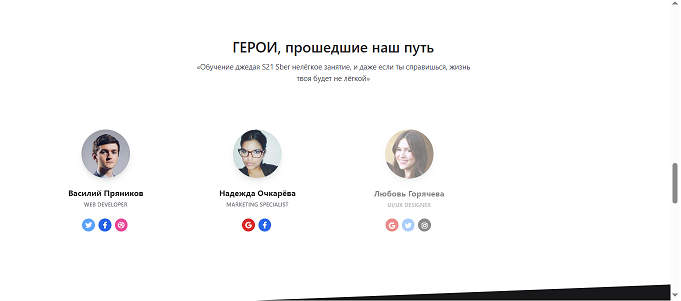 ГЕРОИ, прошедшие наш путь
«Обучение джедая S21 Sber нелёгкое занятие, и даже если ты справишься, жизнь
твоя будет не лёгкой»
Василий Пряников
WEB DEVELOPER
Надежда Очкарёва
MARKETING SPECIALIST
Любовь Горячева
UI/UX DESIGNER